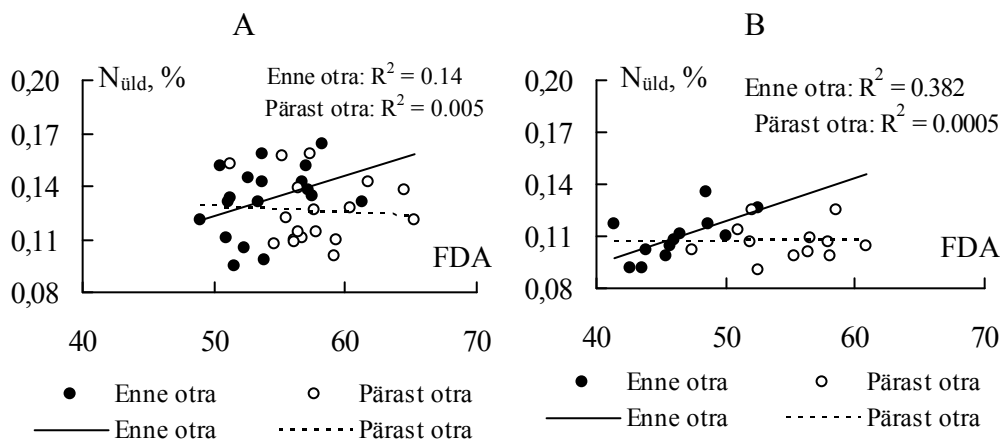 A
N üld, %
Enne otra: R2 = 0.14
Pärast otra: R2 = 0.005
0,20
0,17
0,14
0,11
0,08
FDA
40 50 60 70
Enne otra Pärast otra
Enne otra Pärast otra
B
N üld, %
Enne otra: R2 = 0.382
Pärast otra: R2 = 0.0005
0,20
0,17
0,14
0,11
0,08
FDA
40 50 60 70
Enne otra Pärast otra
Enne otra Pärast otra